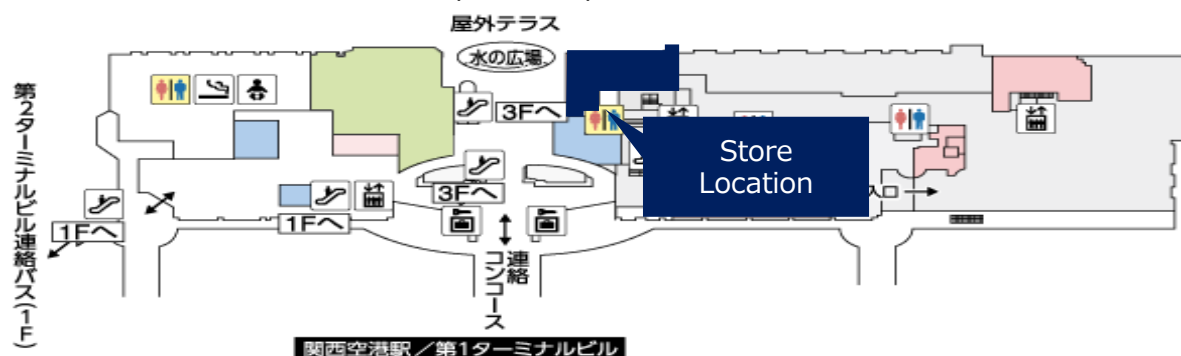 屋外テラス
水の広場
3Fへ
Store
Location
3Fへ
入口
1Fへ
1Fへ
第2ターミナルビル連絡バス(1F)
連絡
コンコース
関西空港駅/第1ターミナルビル